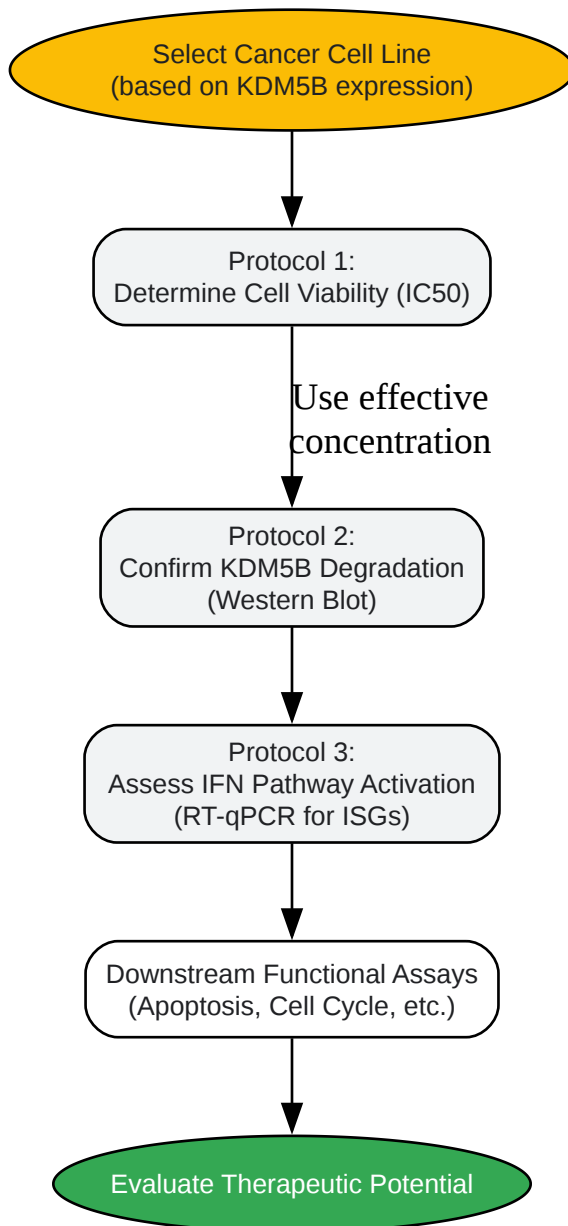 Select Cancer Cell Line
(based on KDM5B expression)
Protocol 1:
Determine Cell Viability (IC50)
Use effective
concentration
Protocol 2:
Confirm KDM5B Degradation
(Western Blot)
Protocol 3:
Assess IFN Pathway Activation
(RT-qPCR for ISGs)
Downstream Functional Assays
(Apoptosis, Cell Cycle, etc.)
Evaluate Therapeutic Potential